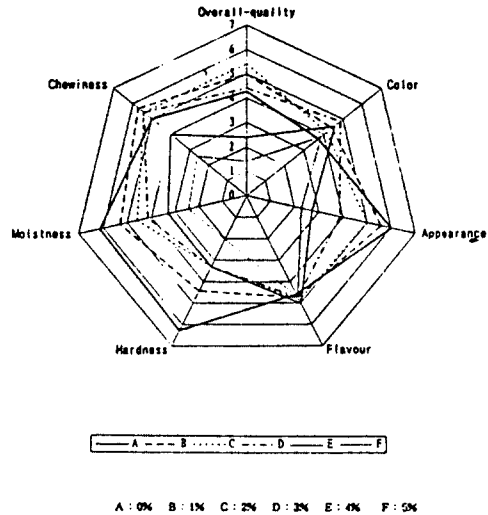 Overall-quality
7
6
5
Chewiness
Color
4
3
2
1
0
Moistness
Appearance
Hardness
Flavour
A B C D E F
A : 0% B : 1% C : 2% D : 3% E : 4% F : 5%